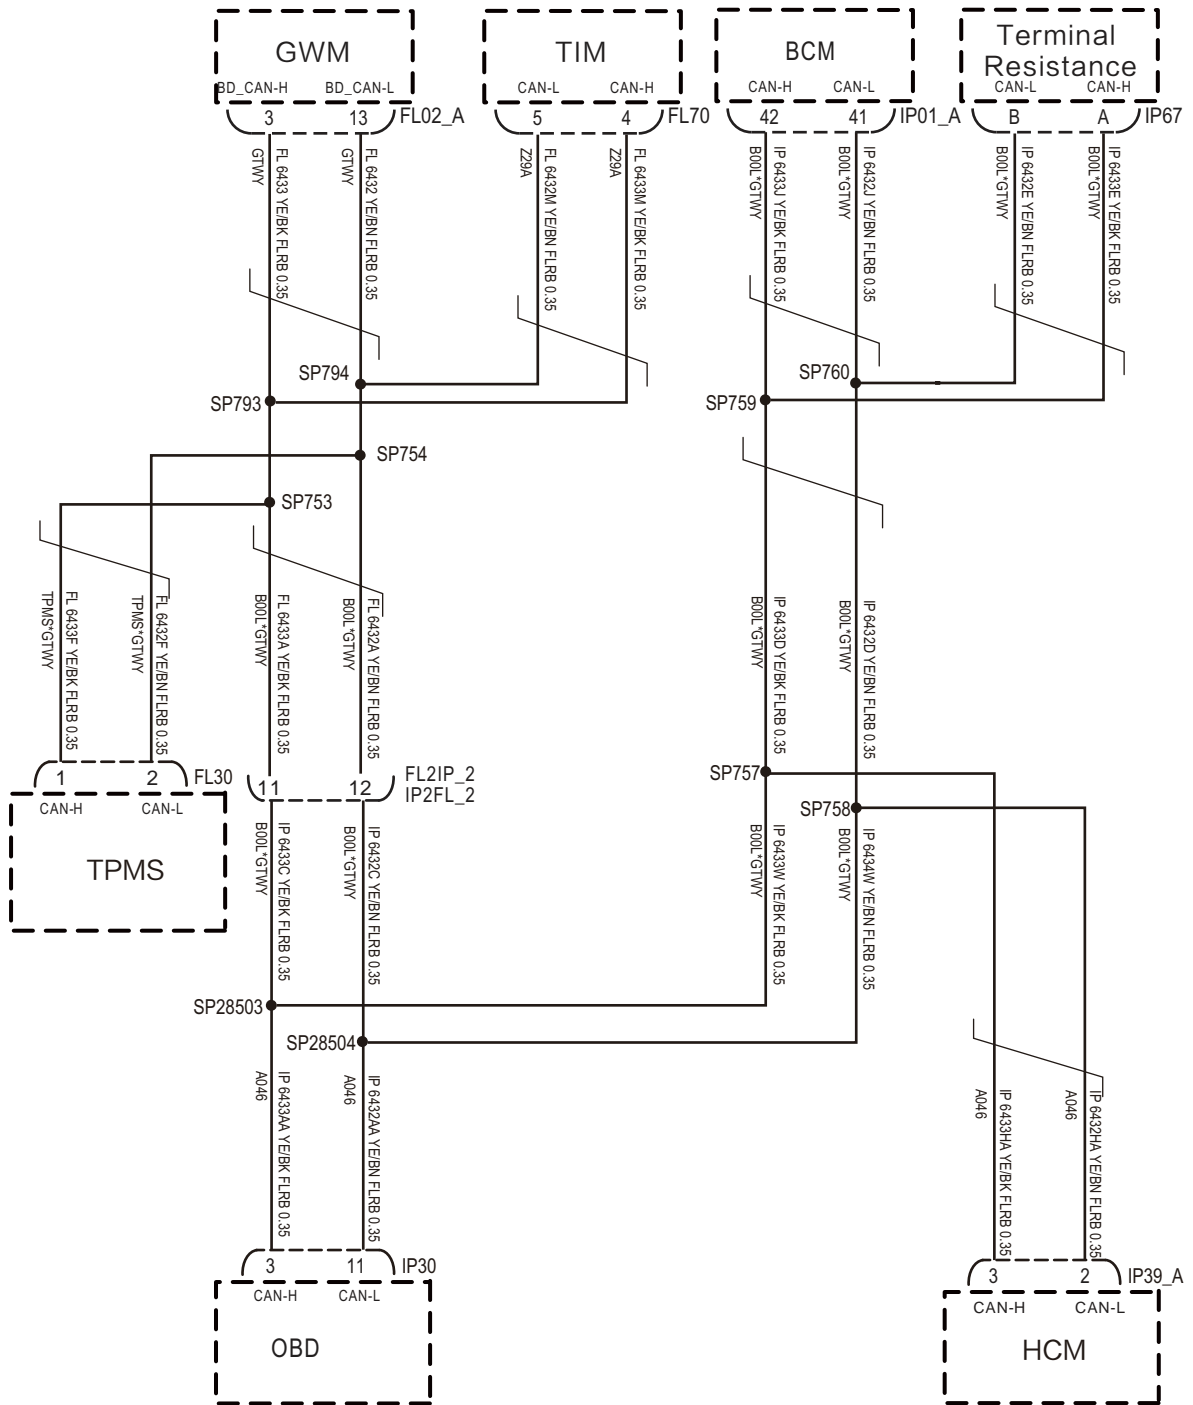 GWM
TIM
BCM
Terminal
Resistance
BD_CAN-H
BD_CAN-L
CAN-L
CAN-H
CAN-H
CAN-L
CAN-L
CAN-H
3
13
FL02_A
5
4
FL70
42
41
IP01_A
B
A
IP67
FL 6433 YE/BK FLRB 0.35
GTWY
FL 6432 YE/BN FLRB 0.35
GTWY
FL 6432M YE/BN FLRB 0.35
Z29A
FL 6433M YE/BK FLRB 0.35
Z29A
IP 6433J YE/BK FLRB 0.35
B00L*GTWY
IP 6432J YE/BN FLRB 0.35
B00L*GTWY
IP 6432E YE/BN FLRB 0.35
B00L*GTWY
IP 6433E YE/BK FLRB 0.35
B00L*GTWY
SP794
SP793
SP760
SP759
SP754
SP753
FL 6433F YE/BK FLRB 0.35
TPMS*GTWY
FL 6432F YE/BN FLRB 0.35
TPMS*GTWY
FL 6433A YE/BK FLRB 0.35
B00L*GTWY
FL 6432A YE/BN FLRB 0.35
B00L*GTWY
IP 6433D YE/BK FLRB 0.35
B00L*GTWY
IP 6432D YE/BN FLRB 0.35
B00L*GTWY
1
2
FL30
CAN-H
CAN-L
TPMS
11
12
FL2IP_2
IP2FL_2
SP757
SP758
IP 6433C YE/BK FLRB 0.35
B00L*GTWY
IP 6432C YE/BN FLRB 0.35
B00L*GTWY
IP 6433W YE/BK FLRB 0.35
B00L*GTWY
IP 6434W YE/BN FLRB 0.35
B00L*GTWY
SP28503
SP28504
IP 6433AA YE/BK FLRB 0.35
A046
IP 6432AA YE/BN FLRB 0.35
A046
IP 6433HA YE/BK FLRB 0.35
A046
IP 6432HA YE/BN FLRB 0.35
A046
3
11
IP30
CAN-H
CAN-L
OBD
3
2
IP39_A
CAN-H
CAN-L
HCM